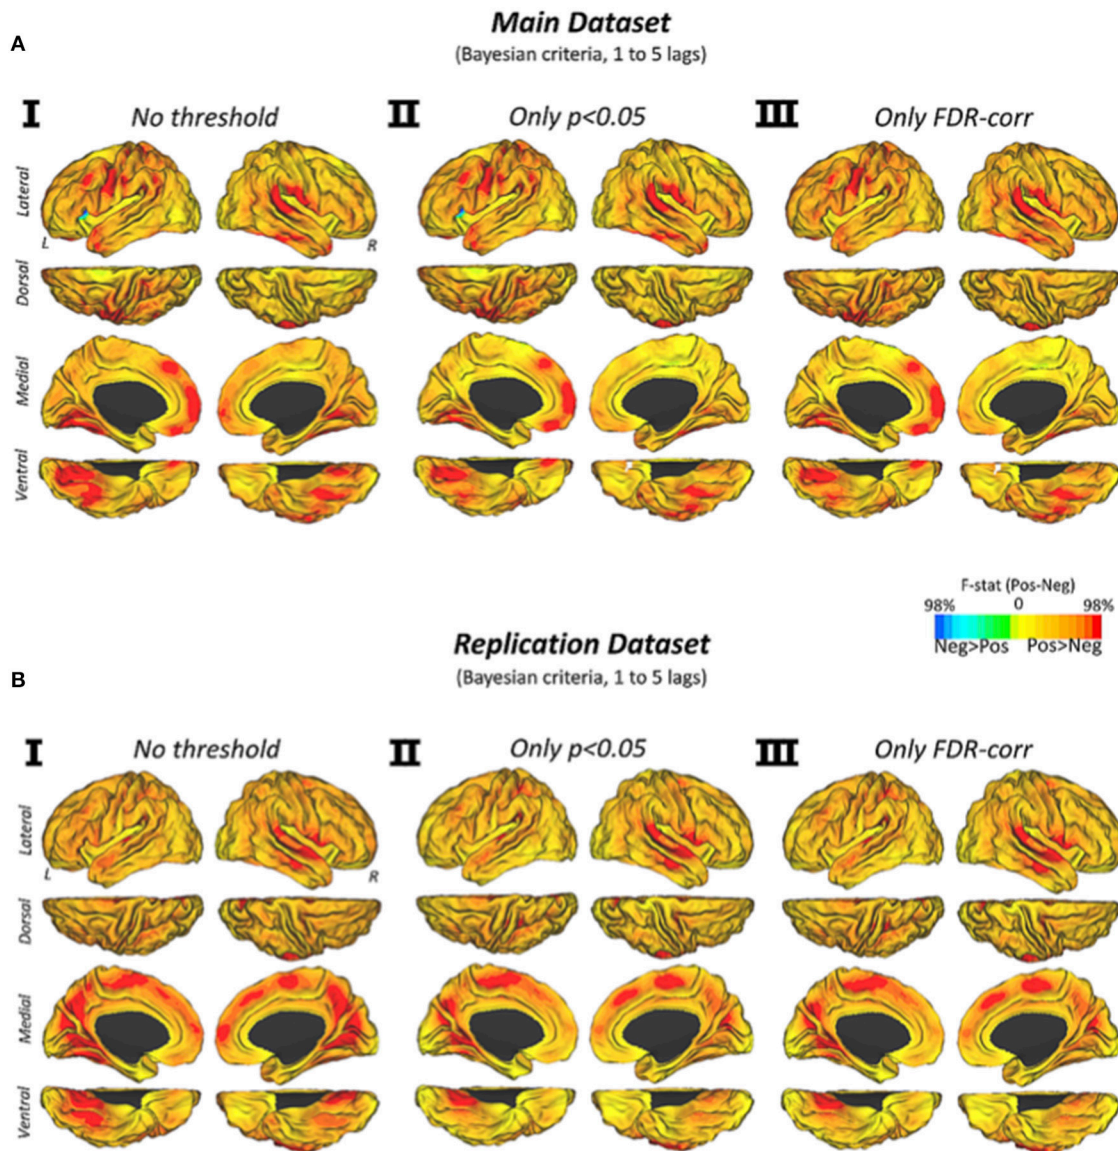 Main Dataset
A
(Bayesian criteria, 1 to 5 lags)
I No threshold II Only p<0.05 III Only FDR-corr
Lateral
L R
Dorsal
Medial
Ventral
F-stat (Pos-Neg)
98% 0 98%
Neg>Pos Pos>Neg
Replication Dataset
B
(Bayesian criteria, 1 to 5 lags)
I No threshold II Only p<0.05 III Only FDR-corr
Lateral
L R
Dorsal
Medial
Ventral